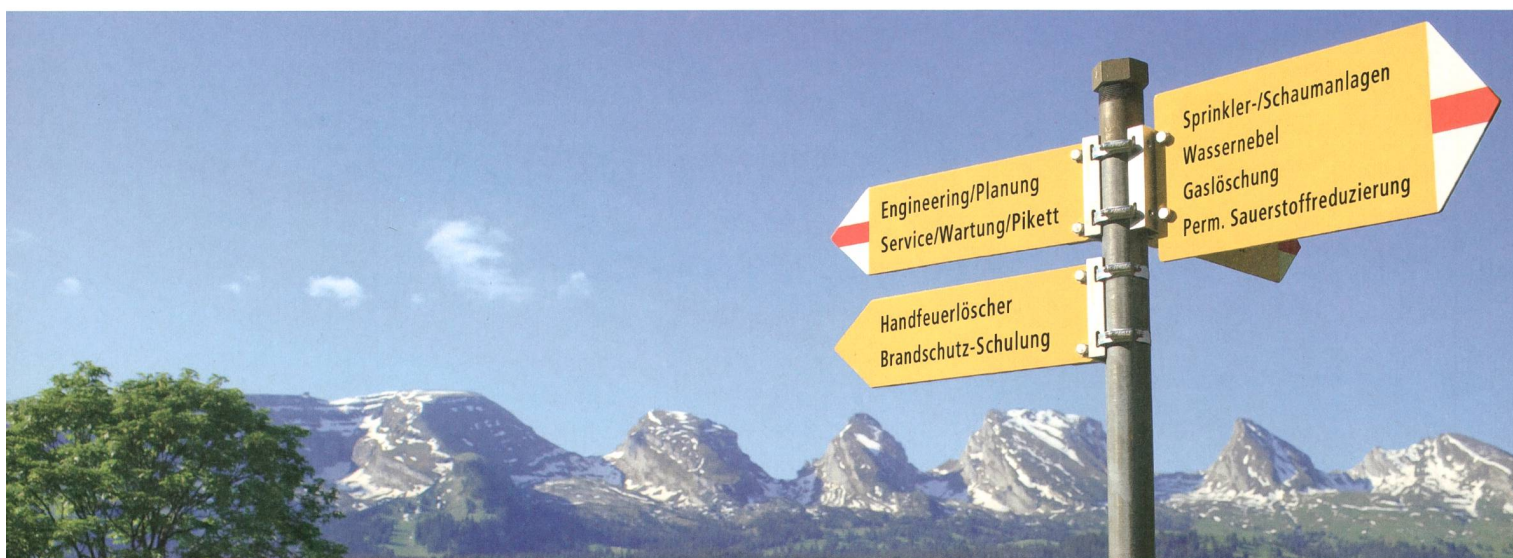 Engineering/Planung
Service/Wartung/Pikett
Handfeuerlöscher
Brandschutz-Schulung
Sprinkler-/Schaumanlagen
Wassernebel
Gaslöschung
Perm. Sauerstoffreduzierung